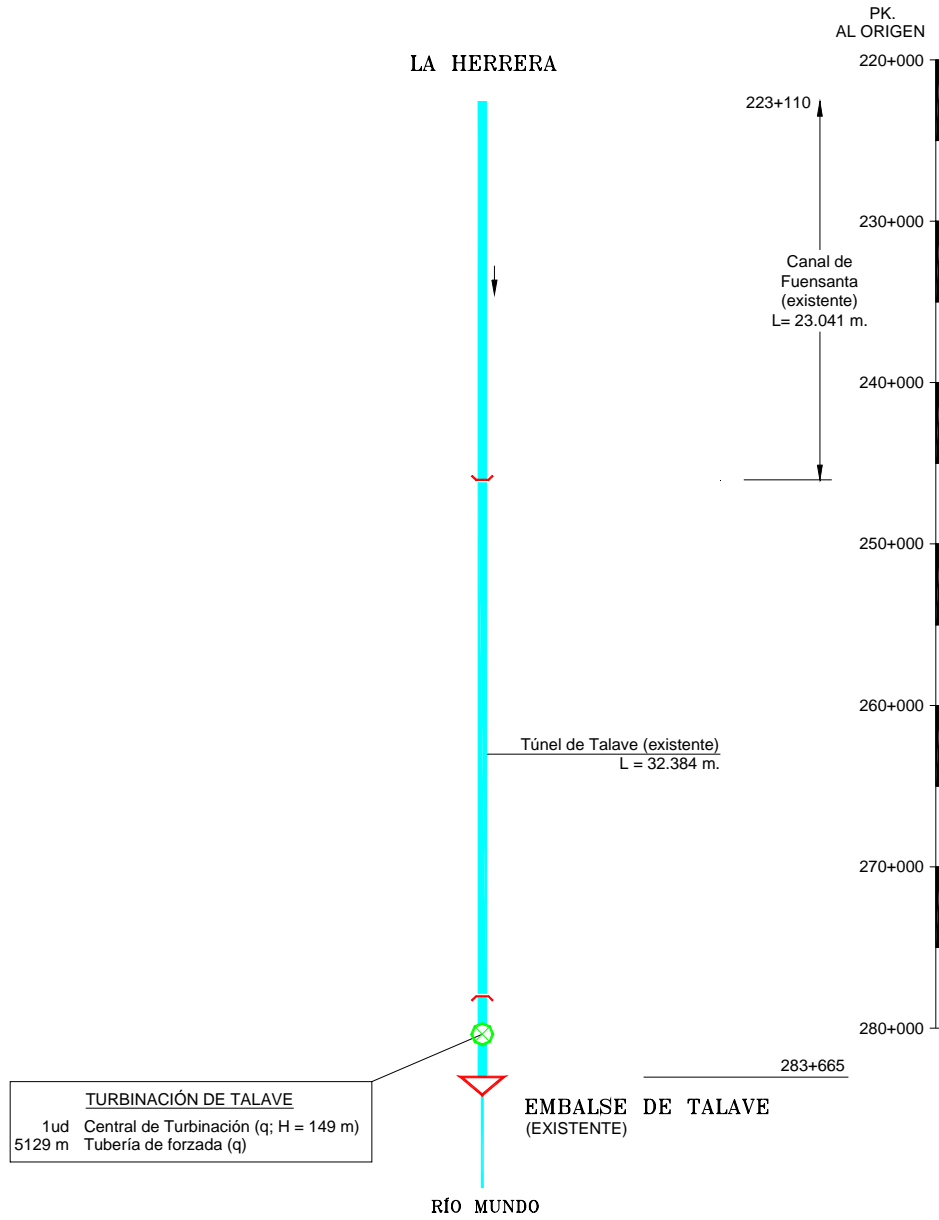 PK.
AL ORIGEN
220+000
LA HERRERA
223+110
230+000
Canal de
Fuensanta
(existente)
L= 23.041 m.
240+000
250+000
260+000
Túnel de Talave (existente)
L = 32.384 m.
270+000
280+000
283+665
TURBINACIÓN DE TALAVE
1ud Central de Turbinación (q; H = 149 m)
5129 m Tubería de forzada (q)
EMBALSE DE TALAVE
(EXISTENTE)
RÍO MUNDO